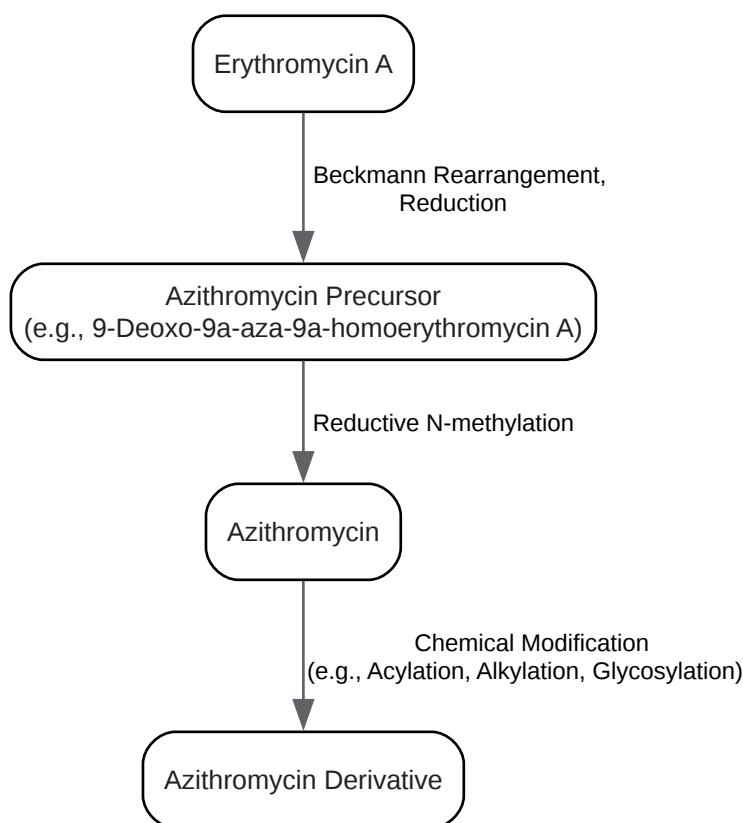 Erythromycin A
Beckmann Rearrangement,
Reduction
Azithromycin Precursor
(e.g., 9-Deoxo-9a-aza-9a-homoerythromycin A)
Reductive N-methylation
Azithromycin
Chemical Modification
(e.g., Acylation, Alkylation, Glycosylation)
Azithromycin Derivative